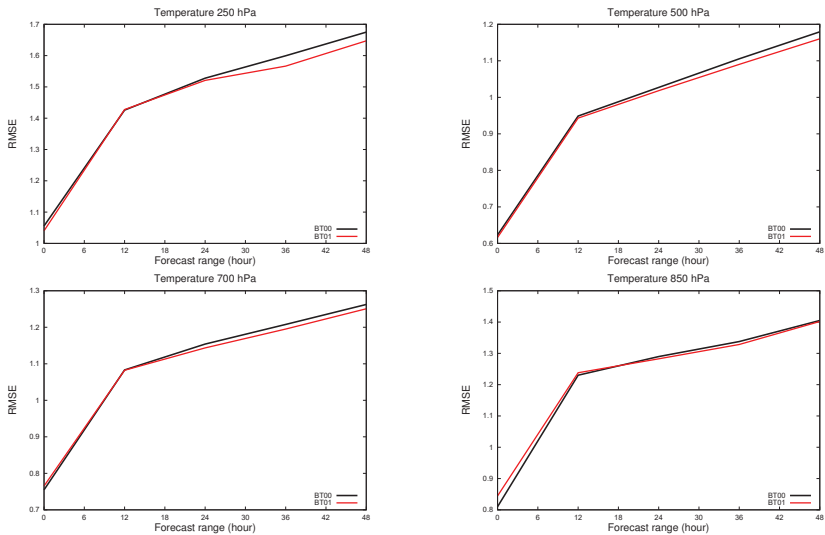 Temperature 250 hPa
1.7
1.6
1.5
1.4
1.3
1.2
1.1
1
RMSE
BT00
BT01
0 6 12 18 24 30 36 42 48
Forecast range (hour)
Temperature 500 hPa
1.2
1.1
1
0.9
0.8
0.7
0.6
RMSE
BT00
BT01
0 6 12 18 24 30 36 42 48
Forecast range (hour)
Temperature 700 hPa
1.3
1.2
1.1
1
0.9
0.8
0.7
RMSE
BT00
BT01
0 6 12 18 24 30 36 42 48
Forecast range (hour)
Temperature 850 hPa
1.5
1.4
1.3
1.2
1.1
1
0.9
0.8
RMSE
BT00
BT01
0 6 12 18 24 30 36 42 48
Forecast range (hour)